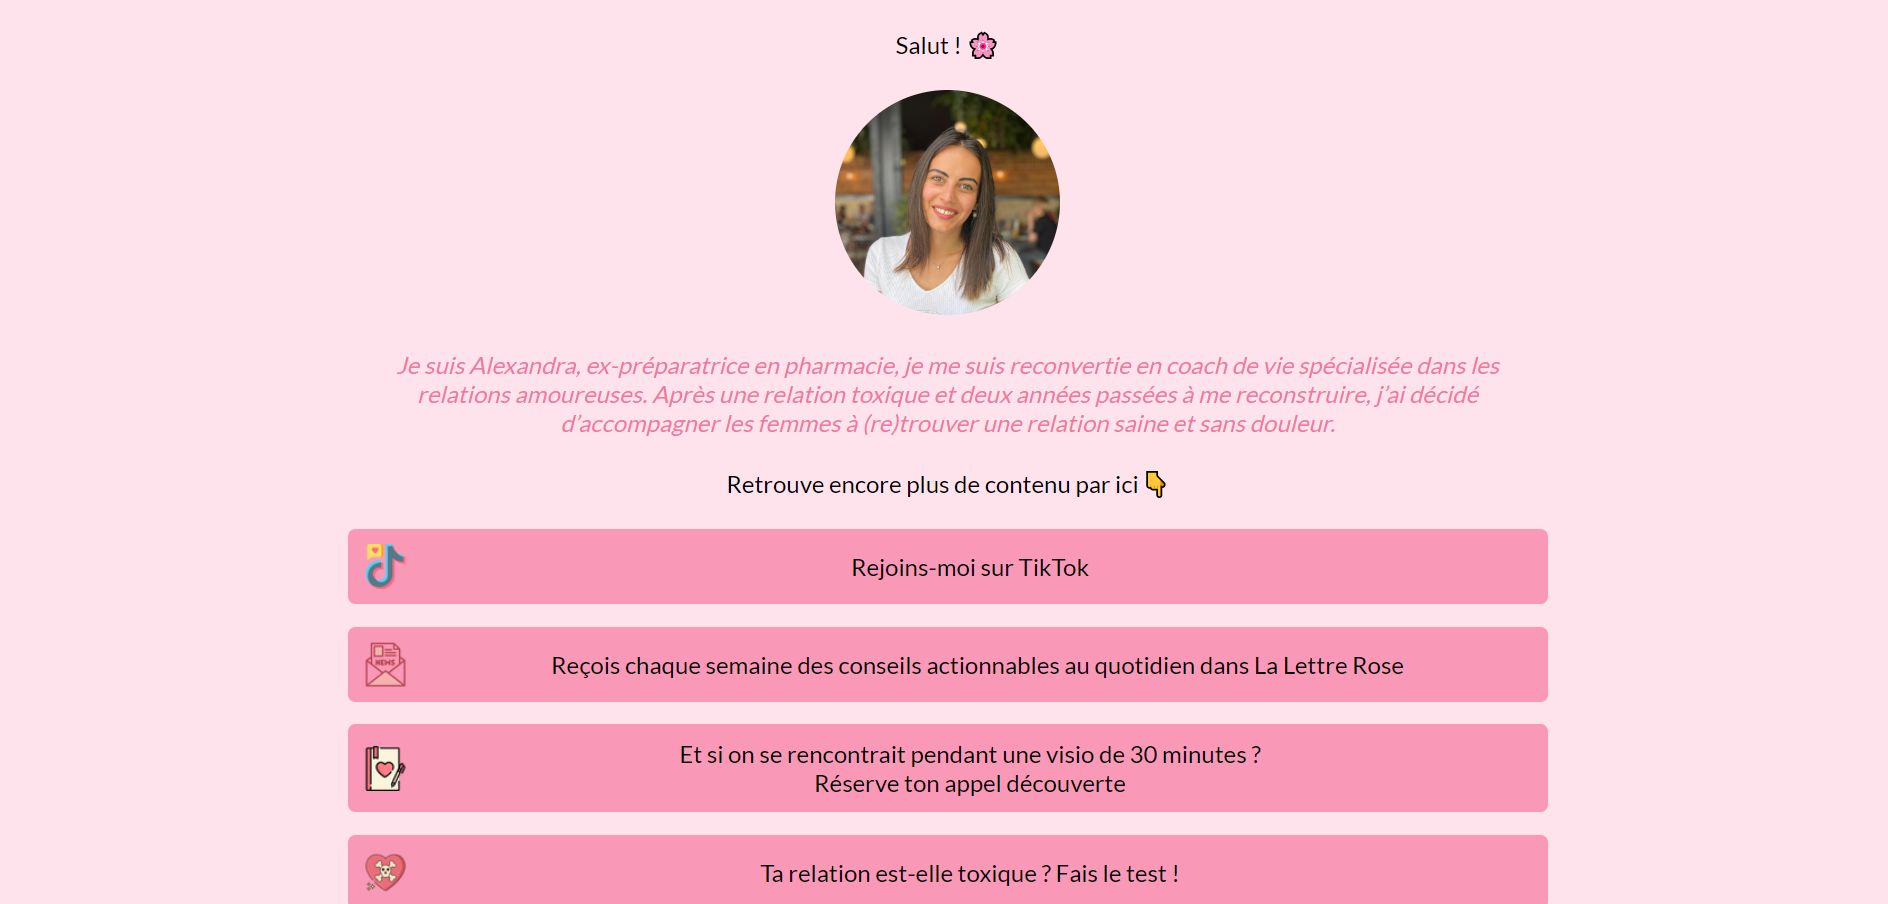 Salut ! 🌸
Je suis Alexandra, ex-préparatrice en pharmacie, je me suis reconvertie en coach de vie spécialisée dans les
relations amoureuses. Après une relation toxique et deux années passées à me reconstruire, j’ai décidé
d’accompagner les femmes à (re)trouver une relation saine et sans douleur.
Retrouve encore plus de contenu par ici 👇
Rejoins-moi sur TikTok
NEWS
Reçois chaque semaine des conseils actionnables au quotidien dans La Lettre Rose
Et si on se rencontrait pendant une visio de 30 minutes ?
Réserve ton appel découverte
Ta relation est-elle toxique ? Fais le test !